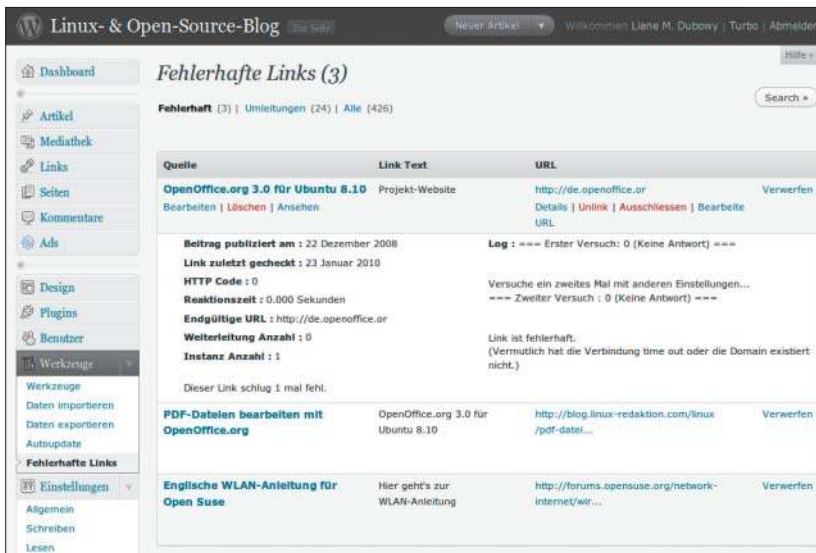 Linux- & Open-Source-Blog Zur Seite
Neuer Artikel
Willkommen Liane M. Dubowy | Turbo | Abmelden
Hilfe
Dashboard
Artikel
Mediathek
Links
Seiten
Kommentare
Ads
Design
Plugins
Benutzer
Werkzeuge
Werkzeuge
Daten importieren
Daten exportieren
Autoupdate
Fehlerhafte Links
Einstellungen
Allgemein
Schreiben
Lesen
Fehlerhafte Links (3)
Search »
Fehlerhaft (3) | Umleitungen (24) | Alle (426)
Quelle Link Text URL
OpenOffice.org 3.0 für Ubuntu 8.10 Projekt-Website http://de.openoffice.or Verwerfen
Bearbeiten | Löschen | Ansehen Details | Unlink | Ausschliessen | Bearbeite
URL
Beitrag publiziert am : 22 Dezember 2008
Link zuletzt gecheckt : 23 Januar 2010
HTTP Code : 0
Reaktionszeit : 0.000 Sekunden
Endgültige URL : http://de.openoffice.or
Weiterleitung Anzahl : 0
Instanz Anzahl : 1
Dieser Link schlug 1 mal fehl.
Log : === Erster Versuch: 0 (Keine Antwort) ===
Versuche ein zweites Mal mit anderen Einstellungen...
=== Zweiter Versuch : 0 (Keine Antwort) ===
Link ist fehlerhaft.
(Vermutlich hat die Verbindung time out oder die Domain existiert
nicht.)
PDF-Dateien bearbeiten mit OpenOffice.org 3.0 für http://blog.linux-redaktion.com/linux Verwerfen
OpenOffice.org Ubuntu 8.10 /pdf-datei...
Englische WLAN-Anleitung für Hier geht's zur http://forums.opensuse.org/network- Verwerfen
Open Suse WLAN-Anleitung internet/wir...